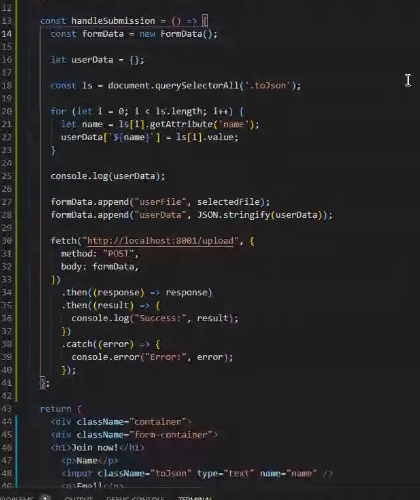 12
13 const handleSubmission = () => {
14 const formData = new FormData();
15
16 let userData = {};
17
18 const ls = document.querySelectorAll('.toJson');
19
20 for (let i = 0; i < ls.length; i++) {
21 let name = ls[i].getAttribute('name');
22 userData[`${name}`] = ls[i].value;
23 }
24
25 console.log(userData);
26
27 formData.append("userFile", selectedFile);
28 formData.append("userData", JSON.stringify(userData));
29
30 fetch("http://localhost:8001/upload", {
31 method: "POST",
32 body: formData,
33 })
34 .then((response) => response)
35 .then((result) => {
36 console.log("Success:", result);
37 })
38 .catch((error) => {
39 console.error("Error:", error);
40 });
41 };
42
43 return (
44 <div className="container">
45 <div className="form-container">
46 <h1>Join now!</h1>
47 <p>Name</p>
48 <input className="toJson" type="text" name="name" />
49 <p>Email</p>
PROBLEMS 1 OUTPUT DEBUG CONSOLE TERMINAL